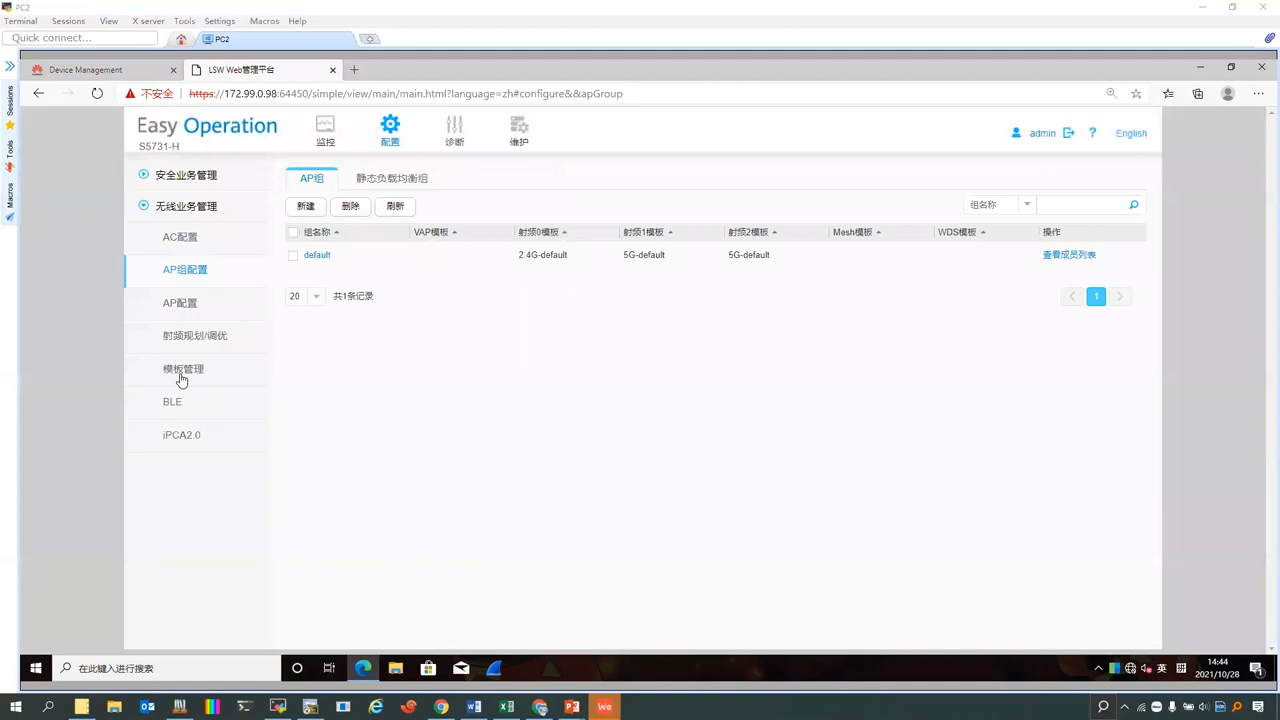 PC2
Terminal Sessions View X server Tools Settings Macros Help
Quick connect... PC2
Device Management LSW Web管理平台
不安全 https://172.99.0.98:64450/simple/view/main/main.html?language=zh#configure&&apGroup
Sessions
Tools
Macros
Easy Operation
S5731-H
监控 配置 诊断 维护
admin ? English
安全业务管理
无线业务管理
AC配置
AP组配置
AP配置
射频规划/调优
模板管理
BLE
iPCA2.0
AP组 静态负载均衡组
新建 删除 刷新 组名称
组名称 VAP模板 射频0模板 射频1模板 射频2模板 Mesh模板 WDS模板 操作
default 2.4G-default 5G-default 5G-default 查看成员列表
20 共1条记录 1
在此键入进行搜索
英
14:44
2021/10/28
We